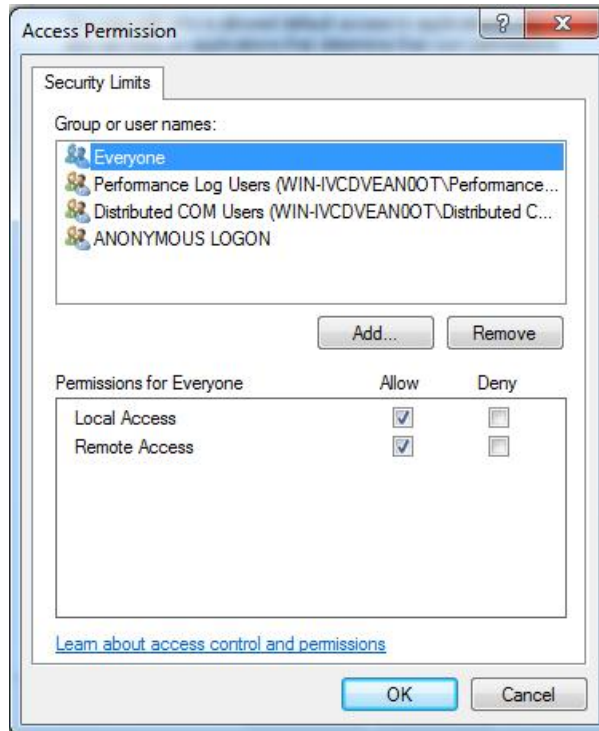 Access Permission
Security Limits
Group or user names:
Everyone
Performance Log Users (WIN-IVCDVEAN0OT\Performance...
Distributed COM Users (WIN-IVCDVEAN0OT\Distributed C...
ANONYMOUS LOGON
Add... Remove
Permissions for Everyone Allow Deny
Local Access
Remote Access
Learn about access control and permissions
OK Cancel